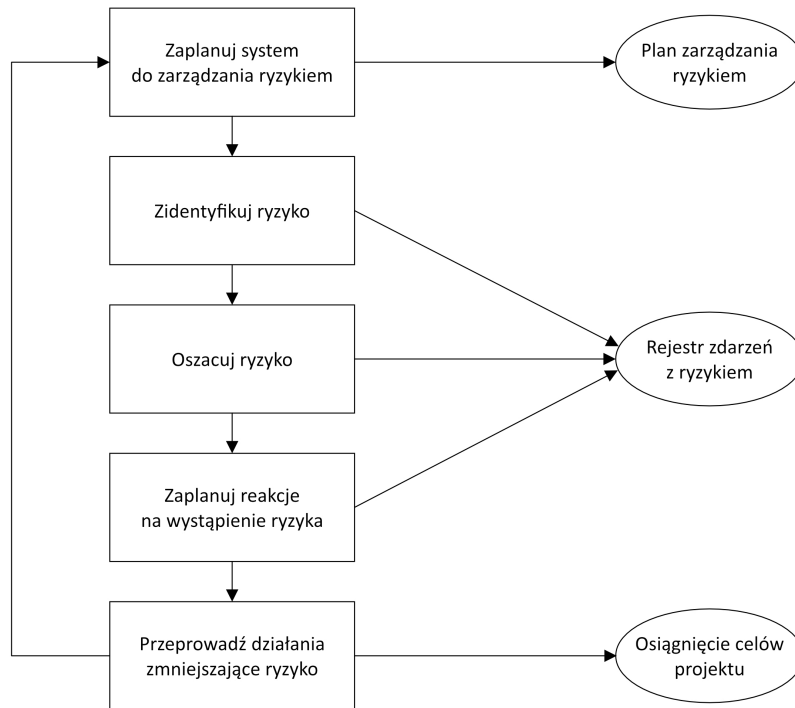 Zaplanuj system
do zarządzania ryzykiem
Plan zarządzania
ryzykiem
Zidentyfikuj ryzyko
Oszacuj ryzyko
Rejestr zdarzeń
z ryzykiem
Zaplanuj reakcje
na wystąpienie ryzyka
Przeprowadź działania
zmniejszające ryzyko
Osiągnięcie celów
projektu